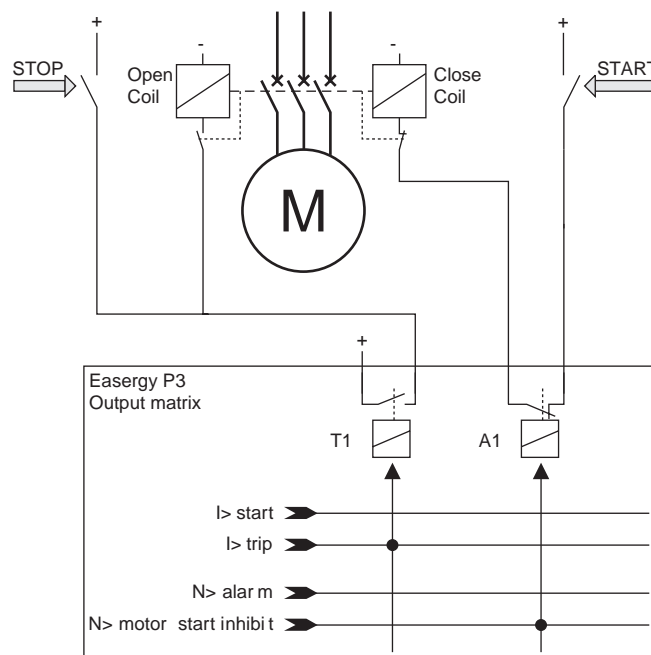 +
+
STOP
-
-
START
Open
Coil
Close
Coil
M
+
Easergy P3
Output matrix
T1
A1
I> start
I> trip
N> alar m
N> motor start inhibi t